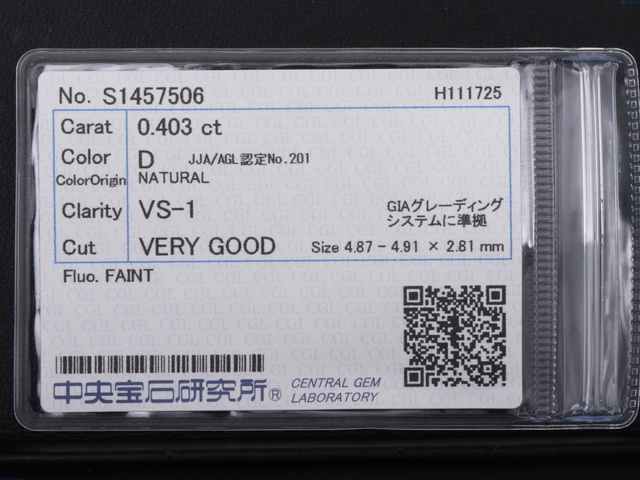 No. S1457506 H111725
Carat 0.403 ct
Color D JJA/AGL認定No.201
ColorOrigin NATURAL
Clarity VS-1 GIAグレーディング
システムに準拠
Cut VERY GOOD Size 4.87 - 4.91 × 2.81 mm
Fluo. FAINT
中央宝石研究所® CENTRAL GEM
LABORATORY